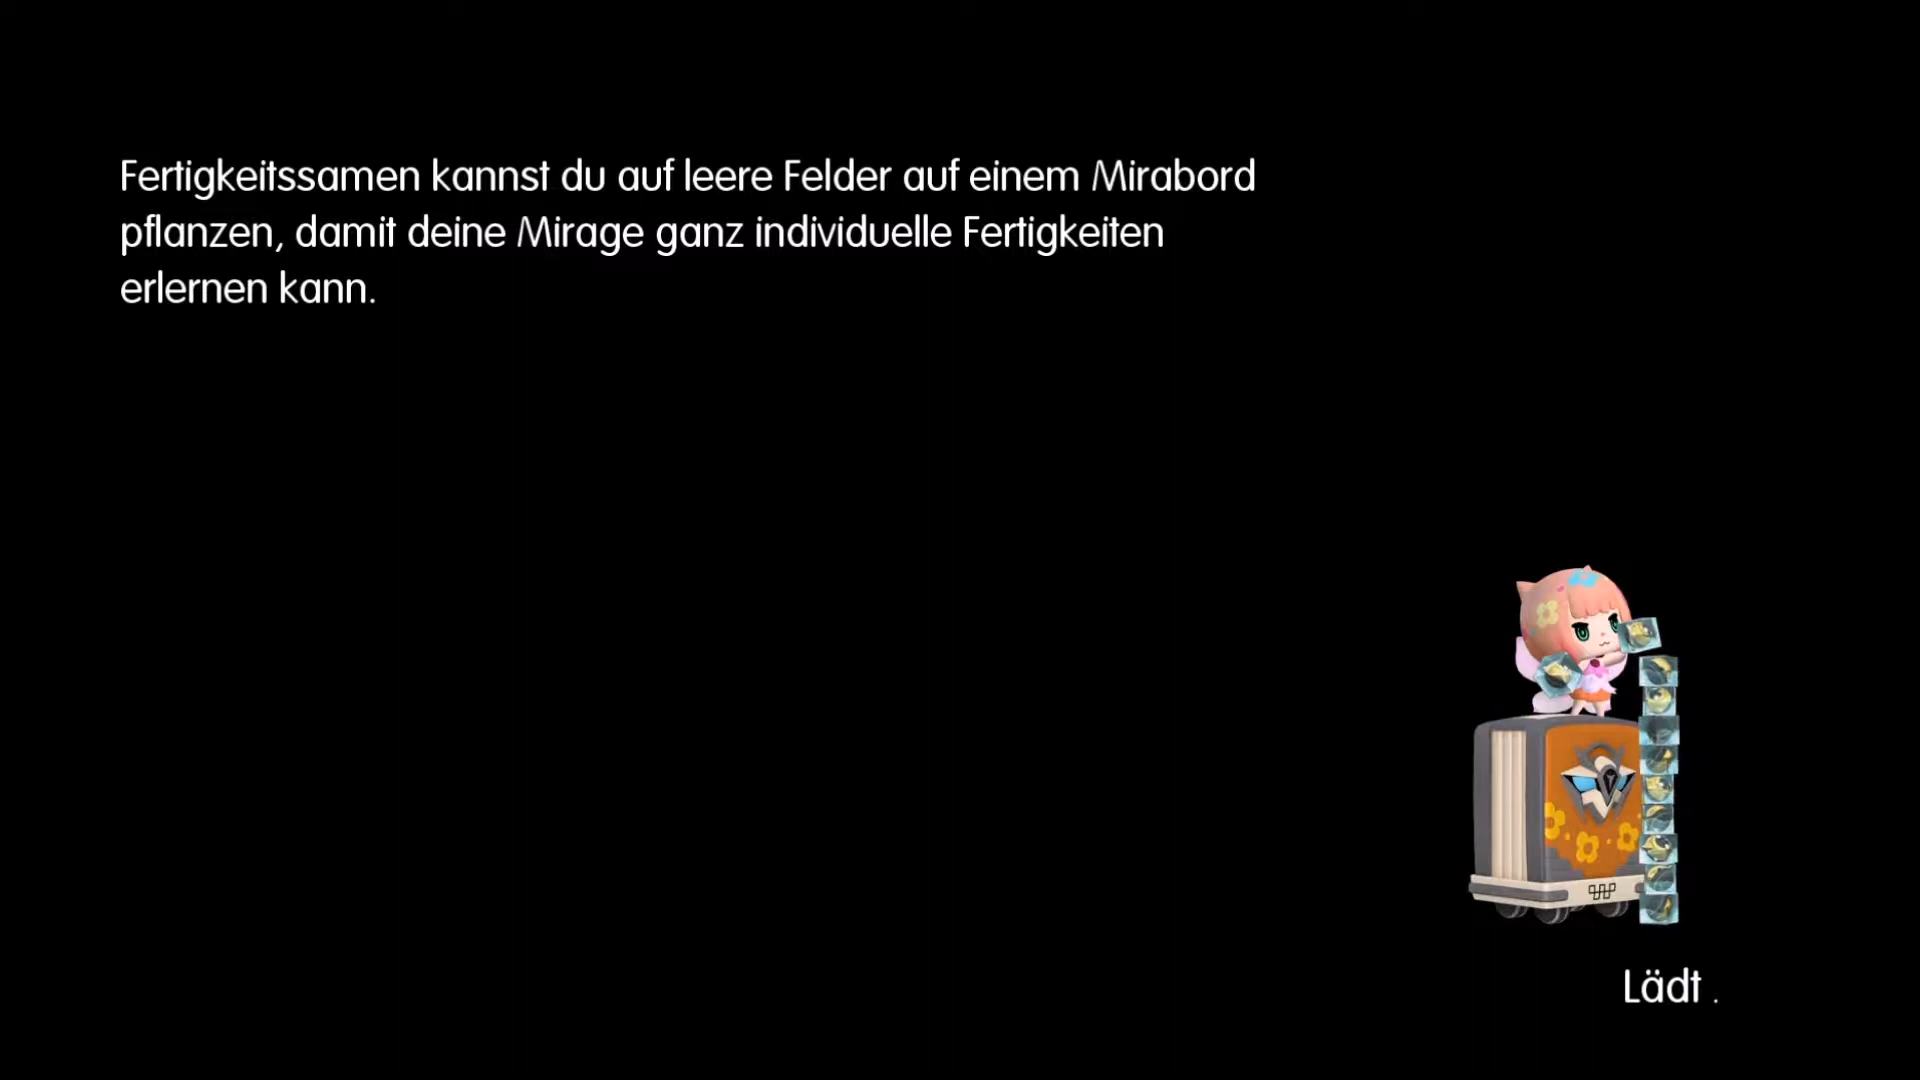 Fertigkeitssamen kannst du auf leere Felder auf einem Mirabord
pflanzen, damit deine Mirage ganz individuelle Fertigkeiten
erlernen kann.
Lädt .